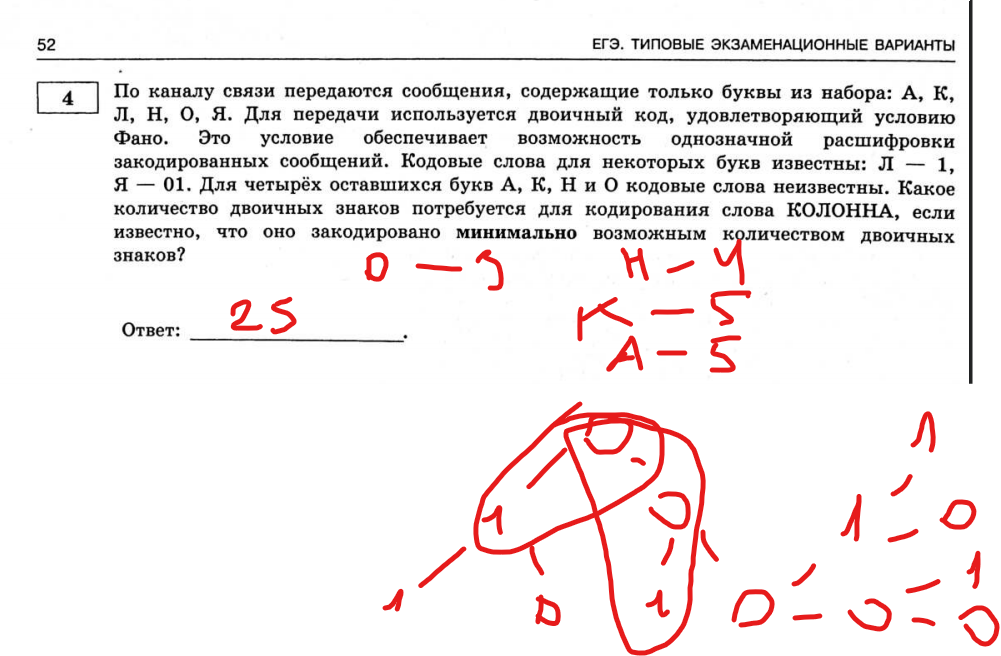 52
ЕГЭ. ТИПОВЫЕ ЭКЗАМЕНАЦИОННЫЕ ВАРИАНТЫ
4
По каналу связи передаются сообщения, содержащие только буквы из набора: А, К,
Л, Н, О, Я. Для передачи используется двоичный код, удовлетворяющий условию
Фано. Это условие обеспечивает возможность однозначной расшифровки
закодированных сообщений. Кодовые слова для некоторых букв известны: Л — 1,
Я — 01. Для четырёх оставшихся букв А, К, Н и О кодовые слова неизвестны. Какое
количество двоичных знаков потребуется для кодирования слова КОЛОННА, если
известно, что оно закодировано минимально возможным количеством двоичных
знаков?
О — 3 Н — 4
К — 5
Ответ: 25.
А — 5
0 1
1 0 1 0
1 0 1 0 0 1 0